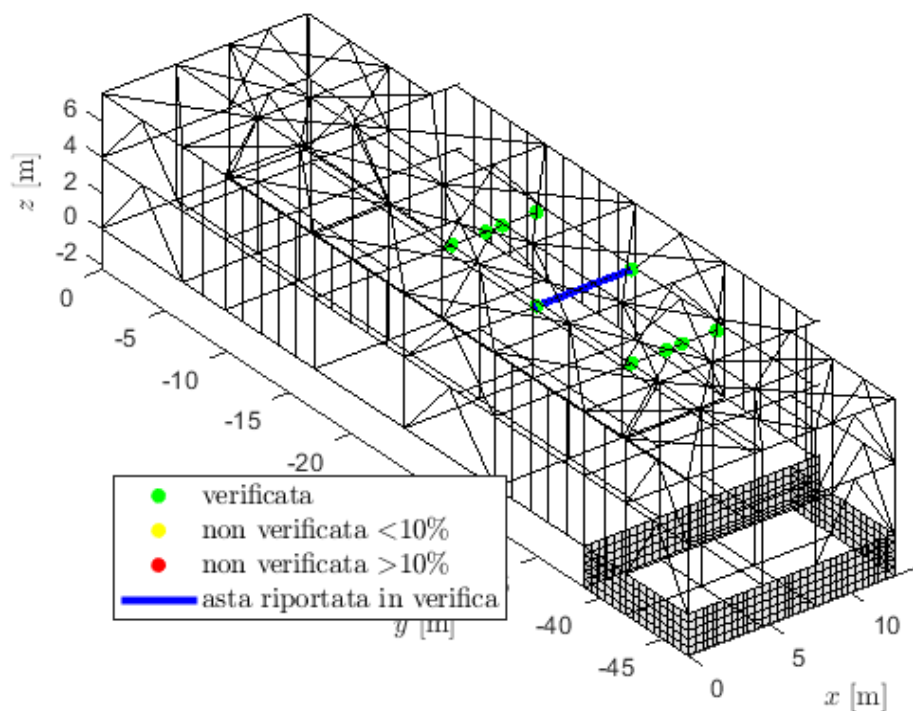 6
4
2
0
-2
z [m]
0
-5
-10
-15
-20
-40
-45
y [m]
0
5
10
x [m]
verificata
non verificata <10%
non verificata >10%
asta riportata in verifica